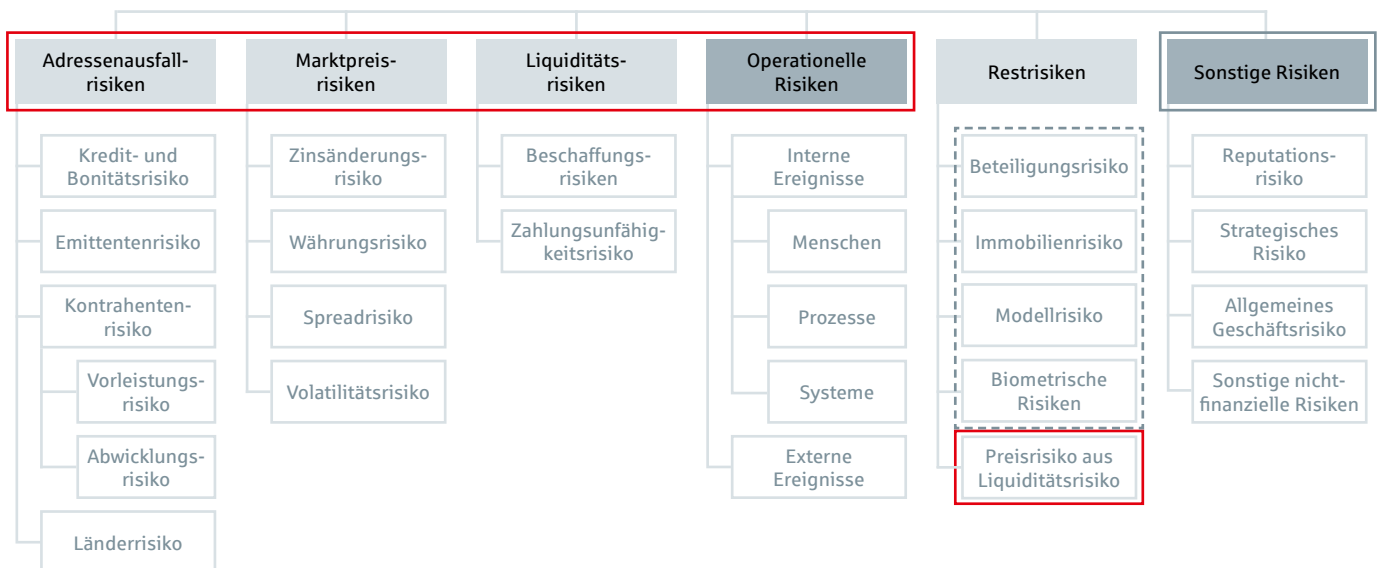 Adressenausfall-
risiken
Marktpreis-
risiken
Liquiditäts-
risiken
Operationelle
Risiken
Restrisiken
Sonstige Risiken
Kredit- und
Bonitätsrisiko
Emittentenrisiko
Kontrahenten-
risiko
Vorleistungs-
risiko
Abwicklungs-
risiko
Länderrisiko
Zinsänderungs-
risiko
Währungsrisiko
Spreadrisiko
Volatilitätsrisiko
Beschaffungs-
risiken
Zahlungsunfähig-
keitsrisiko
Interne
Ereignisse
Menschen
Prozesse
Systeme
Externe
Ereignisse
Beteiligungsrisiko
Immobilienrisiko
Modellrisiko
Biometrische
Risiken
Preisrisiko aus
Liquiditätsrisiko
Reputations-
risiko
Strategisches
Risiko
Allgemeines
Geschäftsrisiko
Sonstige nicht-
finanzielle Risiken